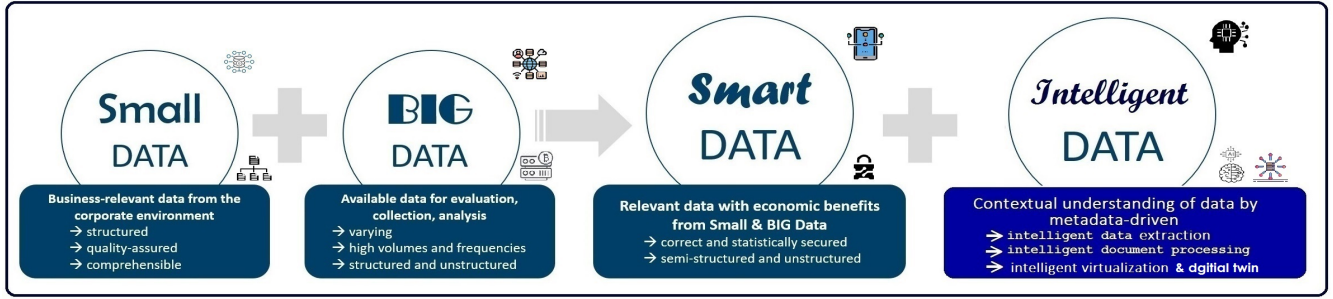 Small
DATA
Business-relevant data from the
corporate environment
→ structured
→ quality-assured
→ comprehensible
BIG
DATA
Available data for evaluation,
collection, analysis
→ varying
→ high volumes and frequencies
→ structured and unstructured
Smart
DATA
Relevant data with economic benefits
from Small & BIG Data
→ correct and statistically secured
→ semi-structured and unstructured
Intelligent
DATA
AI
Contextual understanding of data by
metadata-driven
→ intelligent data extraction
→ intelligent document processing
→ intelligent virtualization & dgitial twin